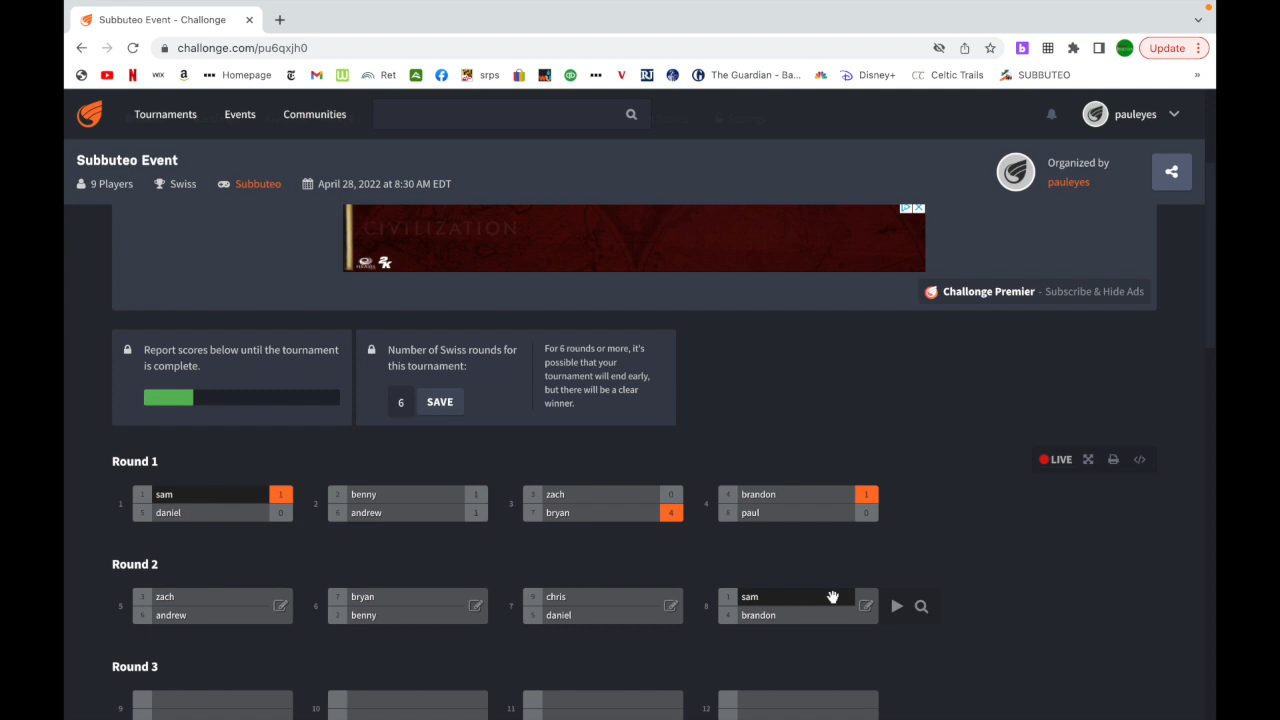 Subbuteo Event - Challonge
challonge.com/pu6qxjh0
Update
WIX
Homepage
Ret
srps
The Guardian - Ba...
Disney+
Celtic Trails
SUBBUTEO
»
Tournaments
Events
Communities
pauleyes
Subbuteo Event
9 Players
Swiss
Subbuteo
April 28, 2022 at 8:30 AM EDT
Organized by
pauleyes
CIVILIZATION
2K
Challonge Premier - Subscribe & Hide Ads
Report scores below until the tournament
is complete.
Number of Swiss rounds for
this tournament:
6 SAVE
For 6 rounds or more, it's
possible that your
tournament will end early,
but there will be a clear
winner.
LIVE
Round 1
1
1 sam 1
5 daniel 0
2
2 benny 1
6 andrew 1
3
3 zach 0
7 bryan 4
4
4 brandon 1
8 paul 0
Round 2
5
3 zach
6 andrew
6
7 bryan
2 benny
7
9 chris
5 daniel
8
1 sam
4 brandon
Round 3
9
10
11
12